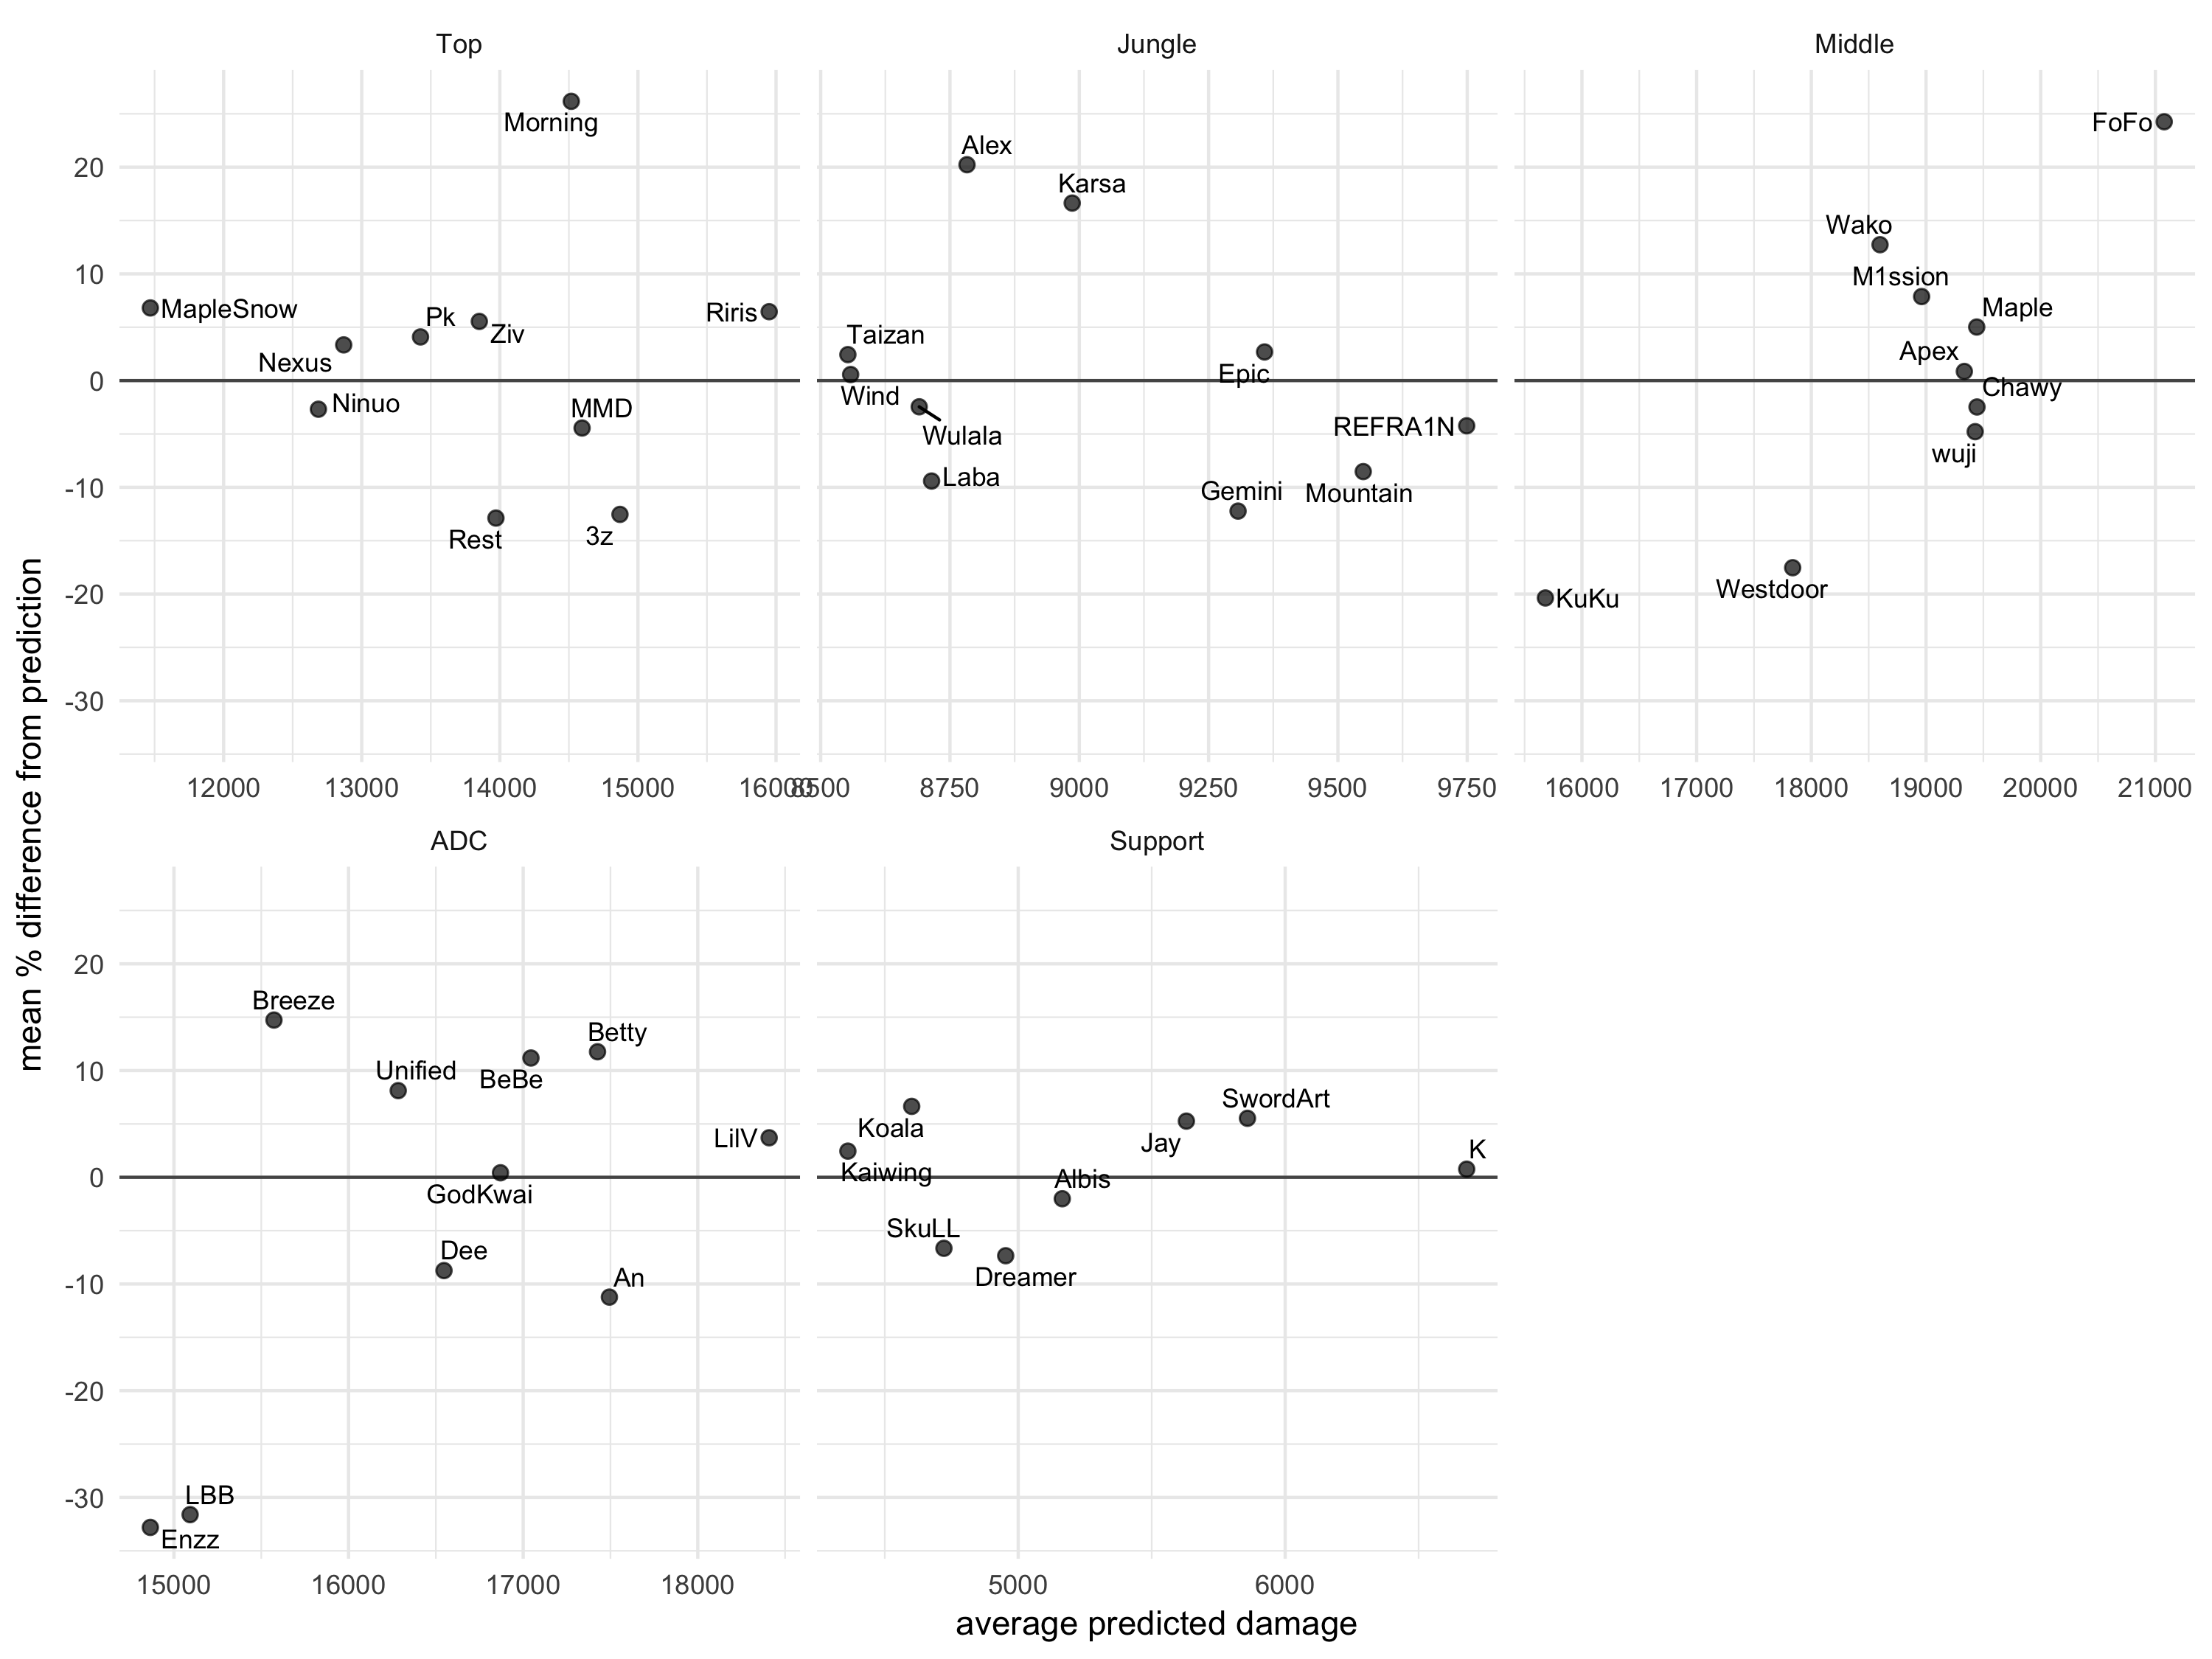 Top
Jungle
Middle
Morning
FoFo
Alex
20
Karsa
Wako
10
M1ssion
MapleSnow
Pk
Riris
Maple
Ziv
Taizan
Nexus
Apex
Epic
0
Chawy
Wind
Ninuo
MMD
Wulala
REFRA1N
wuji
Laba
-10
Gemini
Mountain
Rest
3z
Westdoor
-20
KuKu
-30
12000
13000
14000
15000
16000
8500
8750
9000
9250
9500
9750
16000
17000
18000
19000
20000
21000
mean % difference from prediction
ADC
Support
20
Breeze
Betty
10
Unified
BeBe
SwordArt
Koala
LilV
Jay
K
0
Kaiwing
Albis
GodKwai
SkuLL
Dee
-10
An
Dreamer
-20
-30
LBB
Enzz
15000
16000
17000
18000
5000
6000
average predicted damage